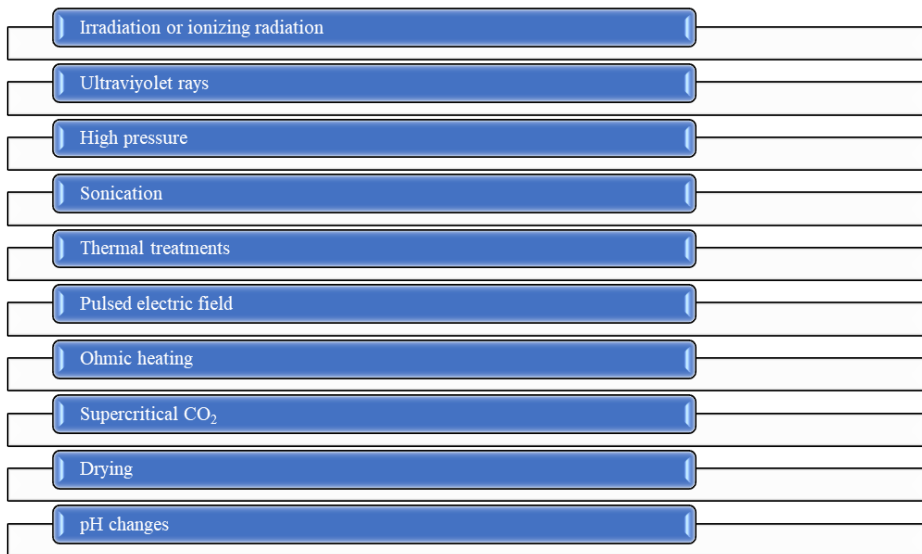 Irradiation or ionizing radiation
Ultraviyolet rays
High pressure
Sonication
Thermal treatments
Pulsed electric field
Ohmic heating
Supercritical CO₂
Drying
pH changes